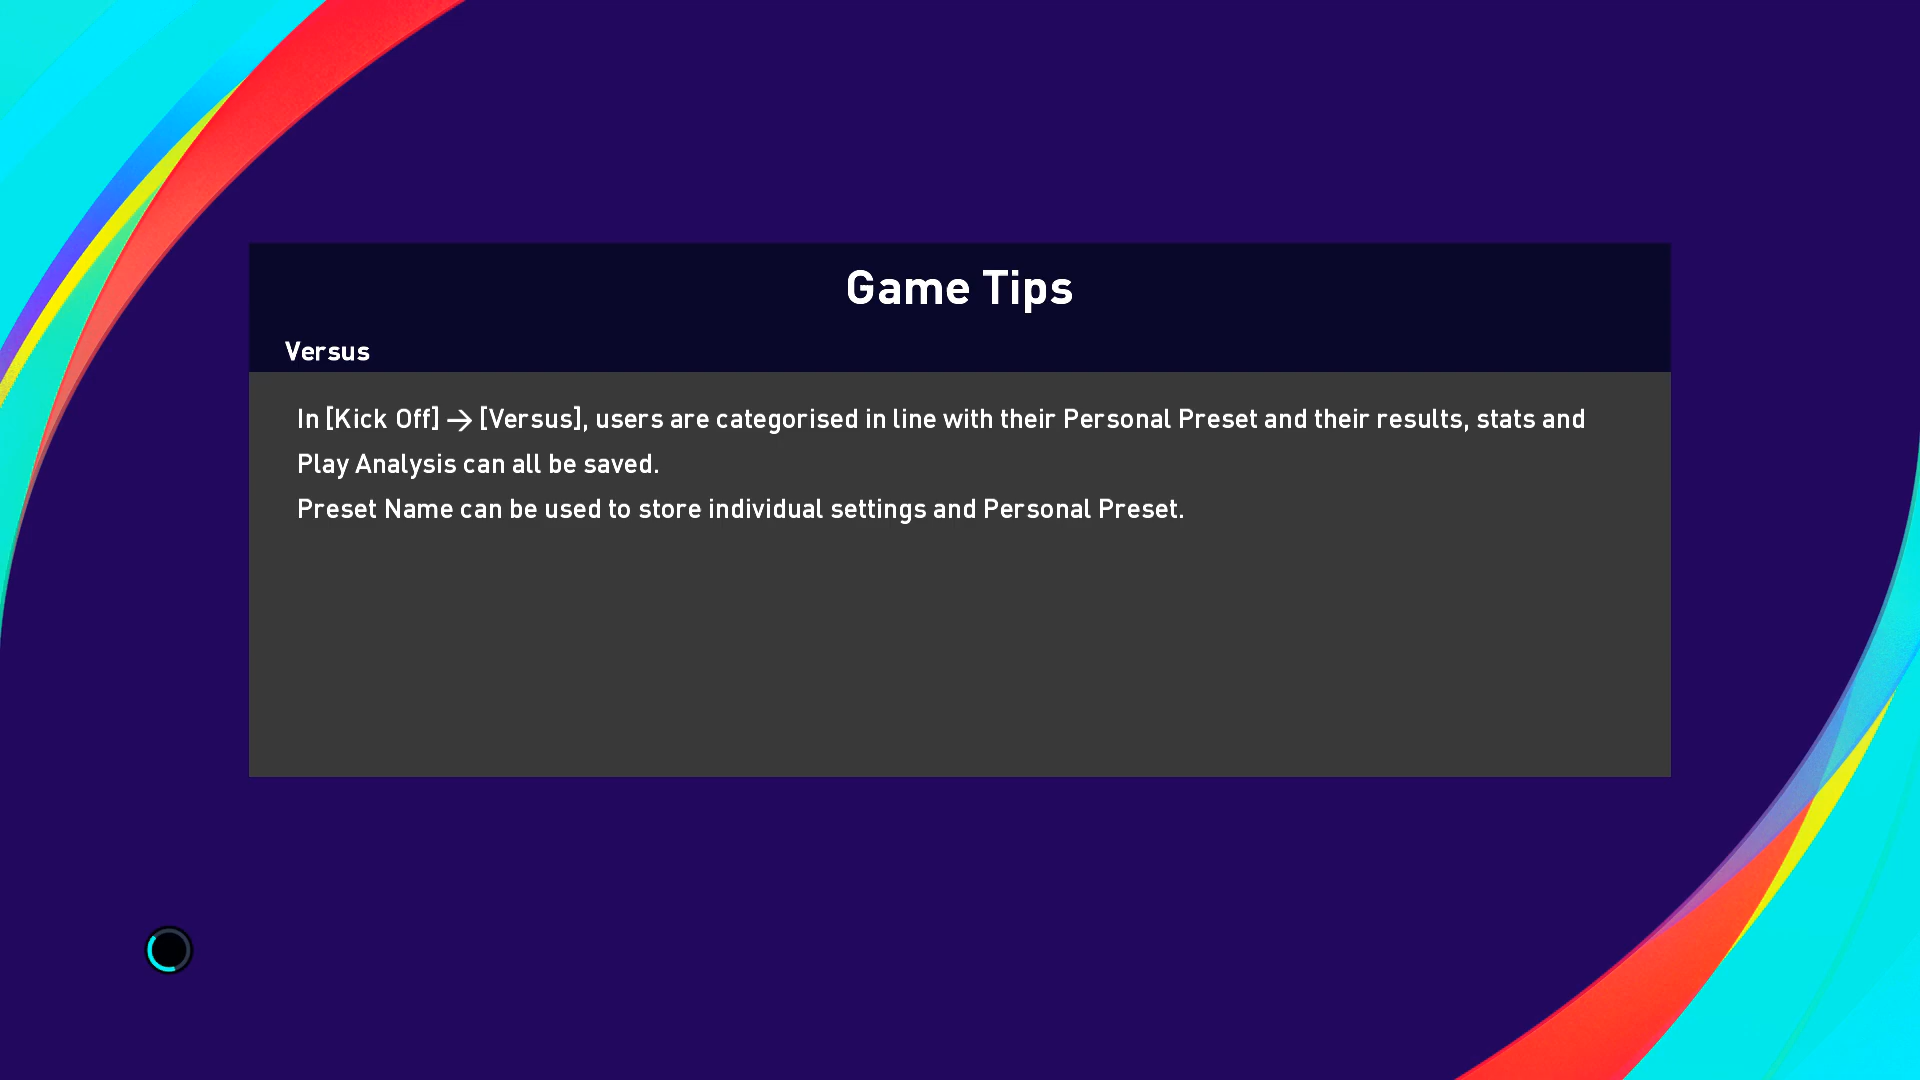 Game Tips
Versus
In [Kick Off] → [Versus], users are categorised in line with their Personal Preset and their results, stats and
Play Analysis can all be saved.
Preset Name can be used to store individual settings and Personal Preset.